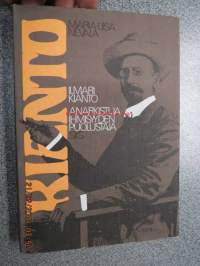 MARIA-LIISA
NEVALA
KIANTO
ILMARI
KIANTO
ANARKISTI JA
IHMISYYDEN
PUOLUSTAJA